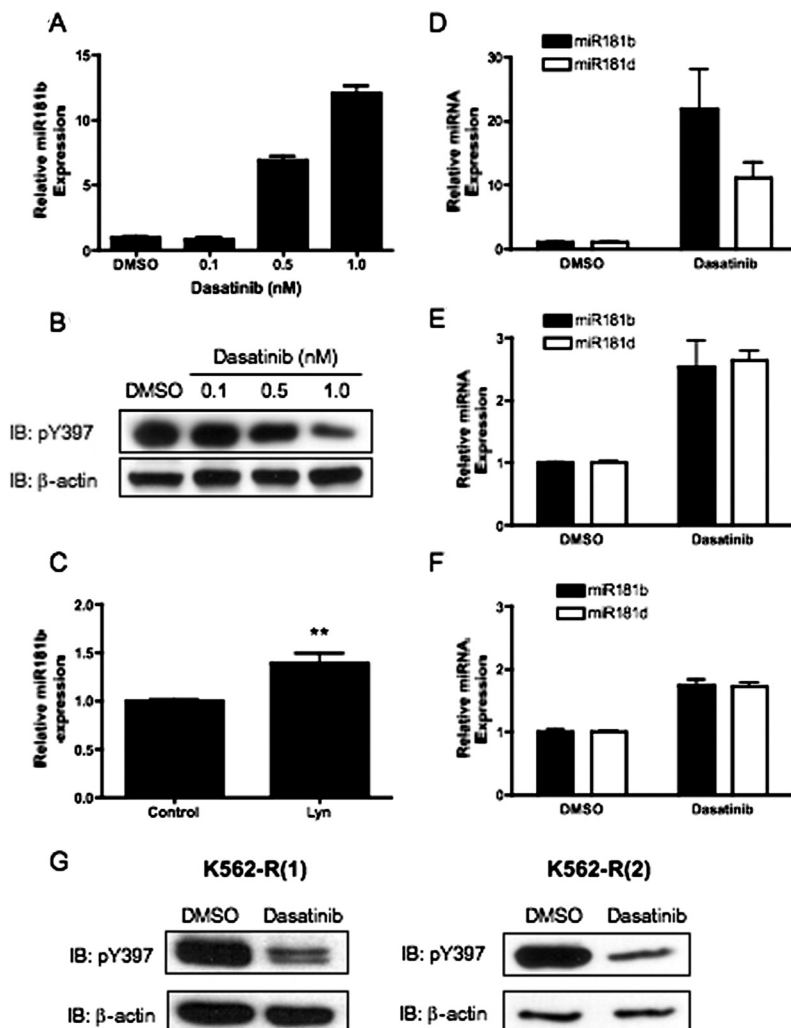 A
Relative miR181b
Expression
15
10
5
0
DMSO
0.1
0.5
1.0
Dasatinib (nM)
B
Dasatinib (nM)
DMSO 0.1 0.5 1.0
IB: pY397
IB: β-actin
C
Relative miR181b
expression
2.0
1.5
1.0
0.5
0.0
**
Control
Lyn
D
miR181b
miR181d
Relative miRNA
Expression
30
20
10
0
DMSO
Dasatinib
E
miR181b
miR181d
Relative miRNA
Expression
3
2
1
0
DMSO
Dasatinib
F
miR181b
miR181d
Relative miRNA
Expression
3
2
1
0
DMSO
Dasatinib
G
K562-R(1)
DMSO Dasatinib
IB: pY397
IB: β-actin
K562-R(2)
DMSO Dasatinib
IB: pY397
IB: β-actin